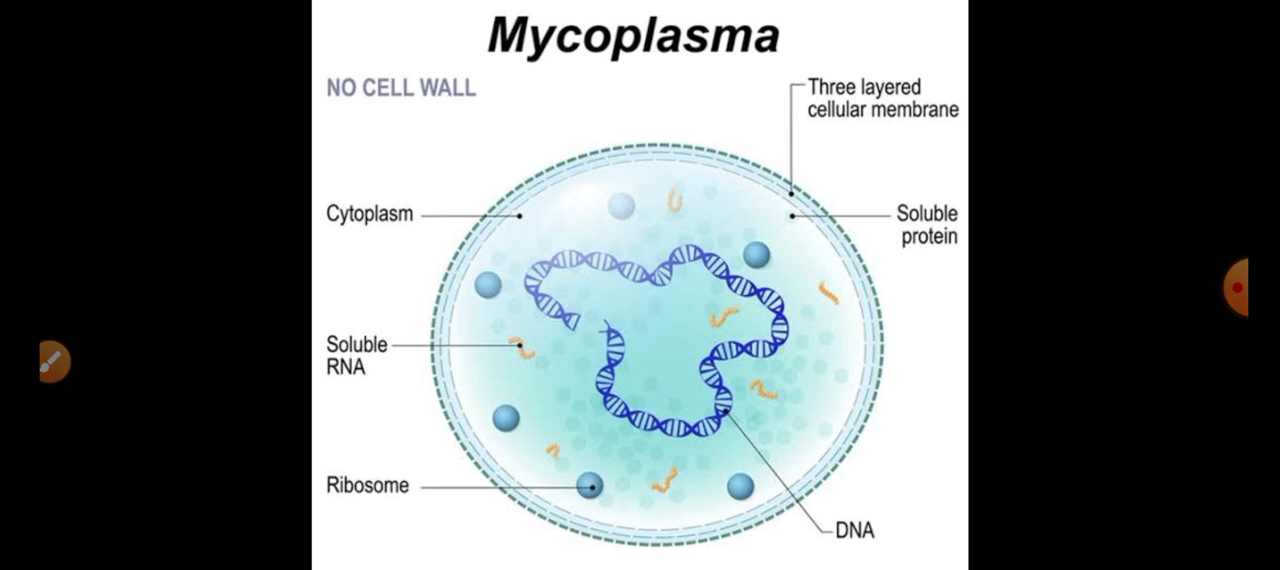 Mycoplasma
NO CELL WALL
Three layered
cellular membrane
Cytoplasm
Soluble
protein
Soluble
RNA
Ribosome
DNA